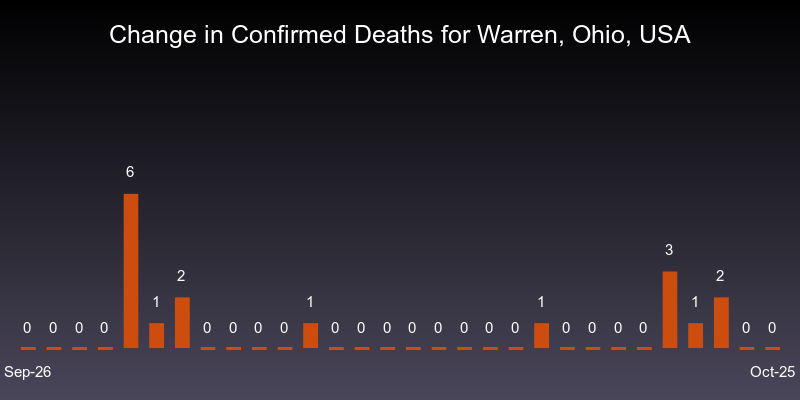 Change in Confirmed Deaths for Warren, Ohio, USA
6
3
2 2
1 1 1 1
0 0 0 0 0 0 0 0 0 0 0 0 0 0 0 0 0 0 0 0 0 0
Sep-26 Oct-25